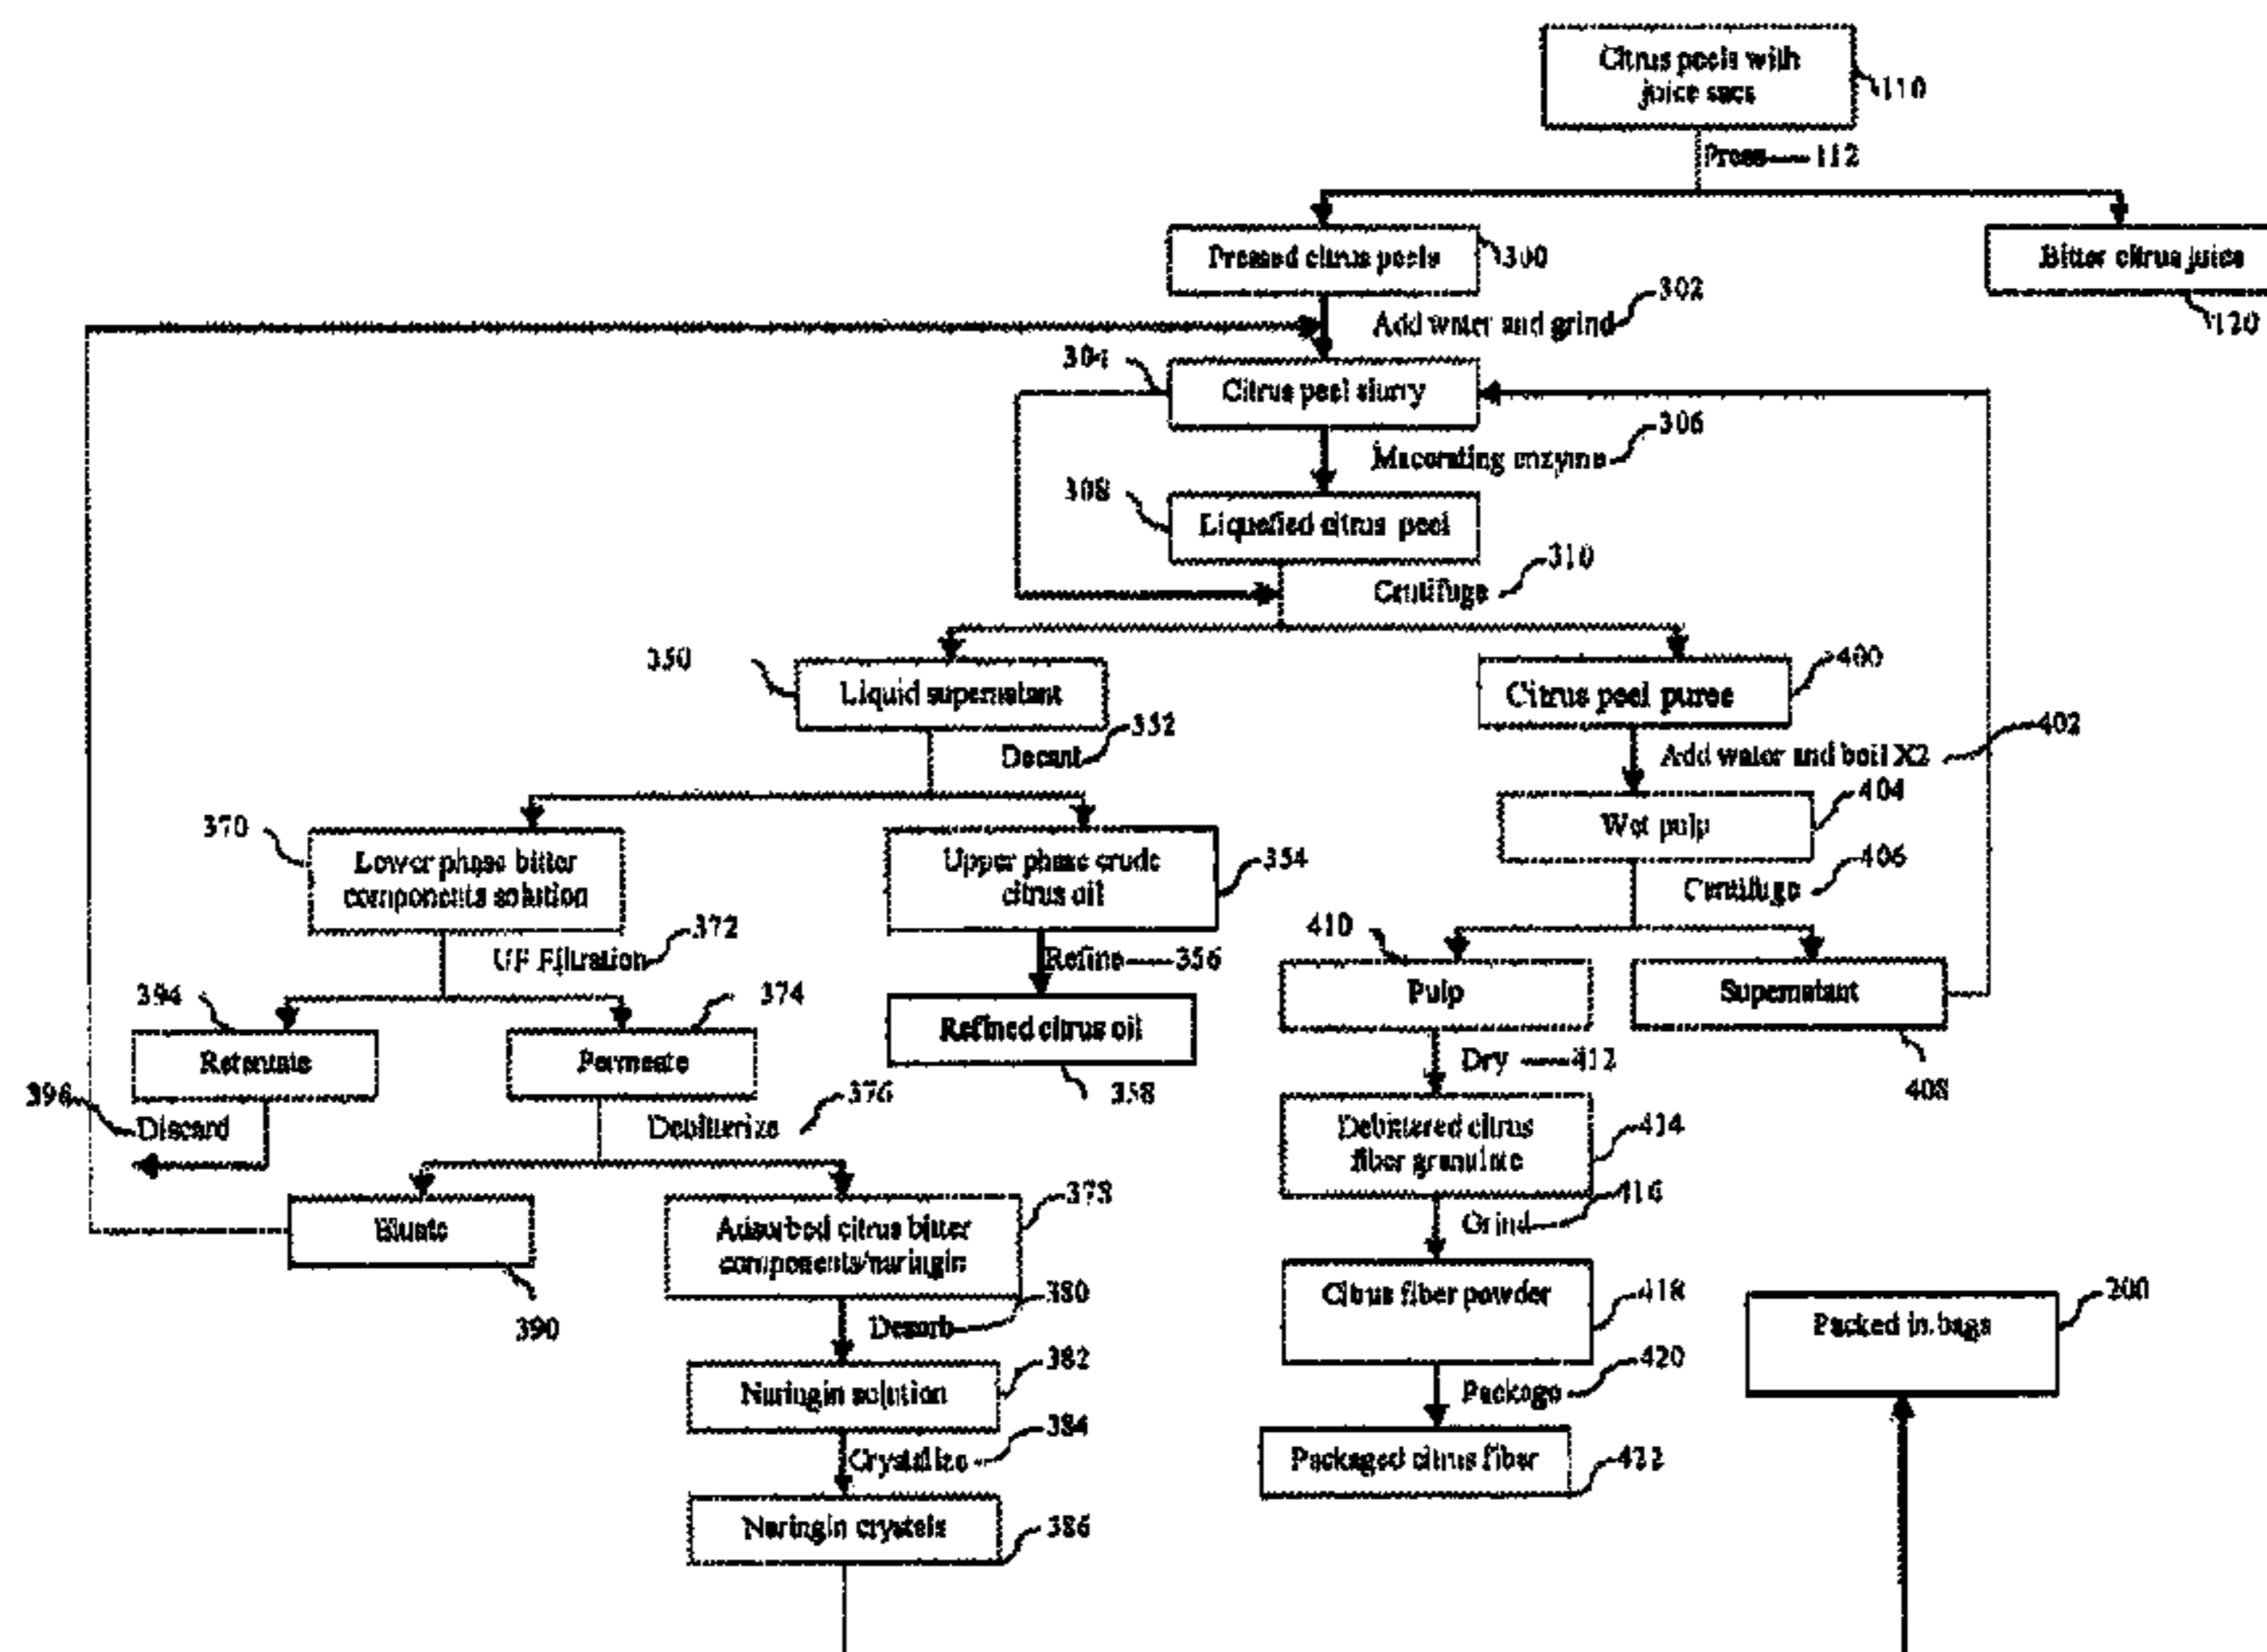 Citrus peels with
juice sacs
110
Press
112
Pressed citrus peels
300
Bitter citrus juice
120
302
Add water and grind
304
Citrus peel slurry
306
Macerating enzyme
308
Liquefied citrus peel
310
Centifuge
350
Liquid supernatant
400
Citrus peel puree
352
Decant
402
Add water and boil X2
370
Lower phase bitter
components solution
Upper phase crude
citrus oil
354
404
Wet pulp
406
Centifuge
372
UF Filtration
Refine
356
410
Pulp
Supernatant
408
394
Retentate
374
Permeate
Refined citrus oil
358
Dry
412
396
Discard
376
Debitterize
Debittered citrus
fiber granulate
414
416
Grind
Eluate
390
Adsorbed citrus bitter
components/naringin
378
380
Desorb
Citrus fiber powder
418
Packed in bags
200
Naringin solution
382
420
Package
384
Crystallize
Packaged citrus fiber
422
Naringin crystals
386